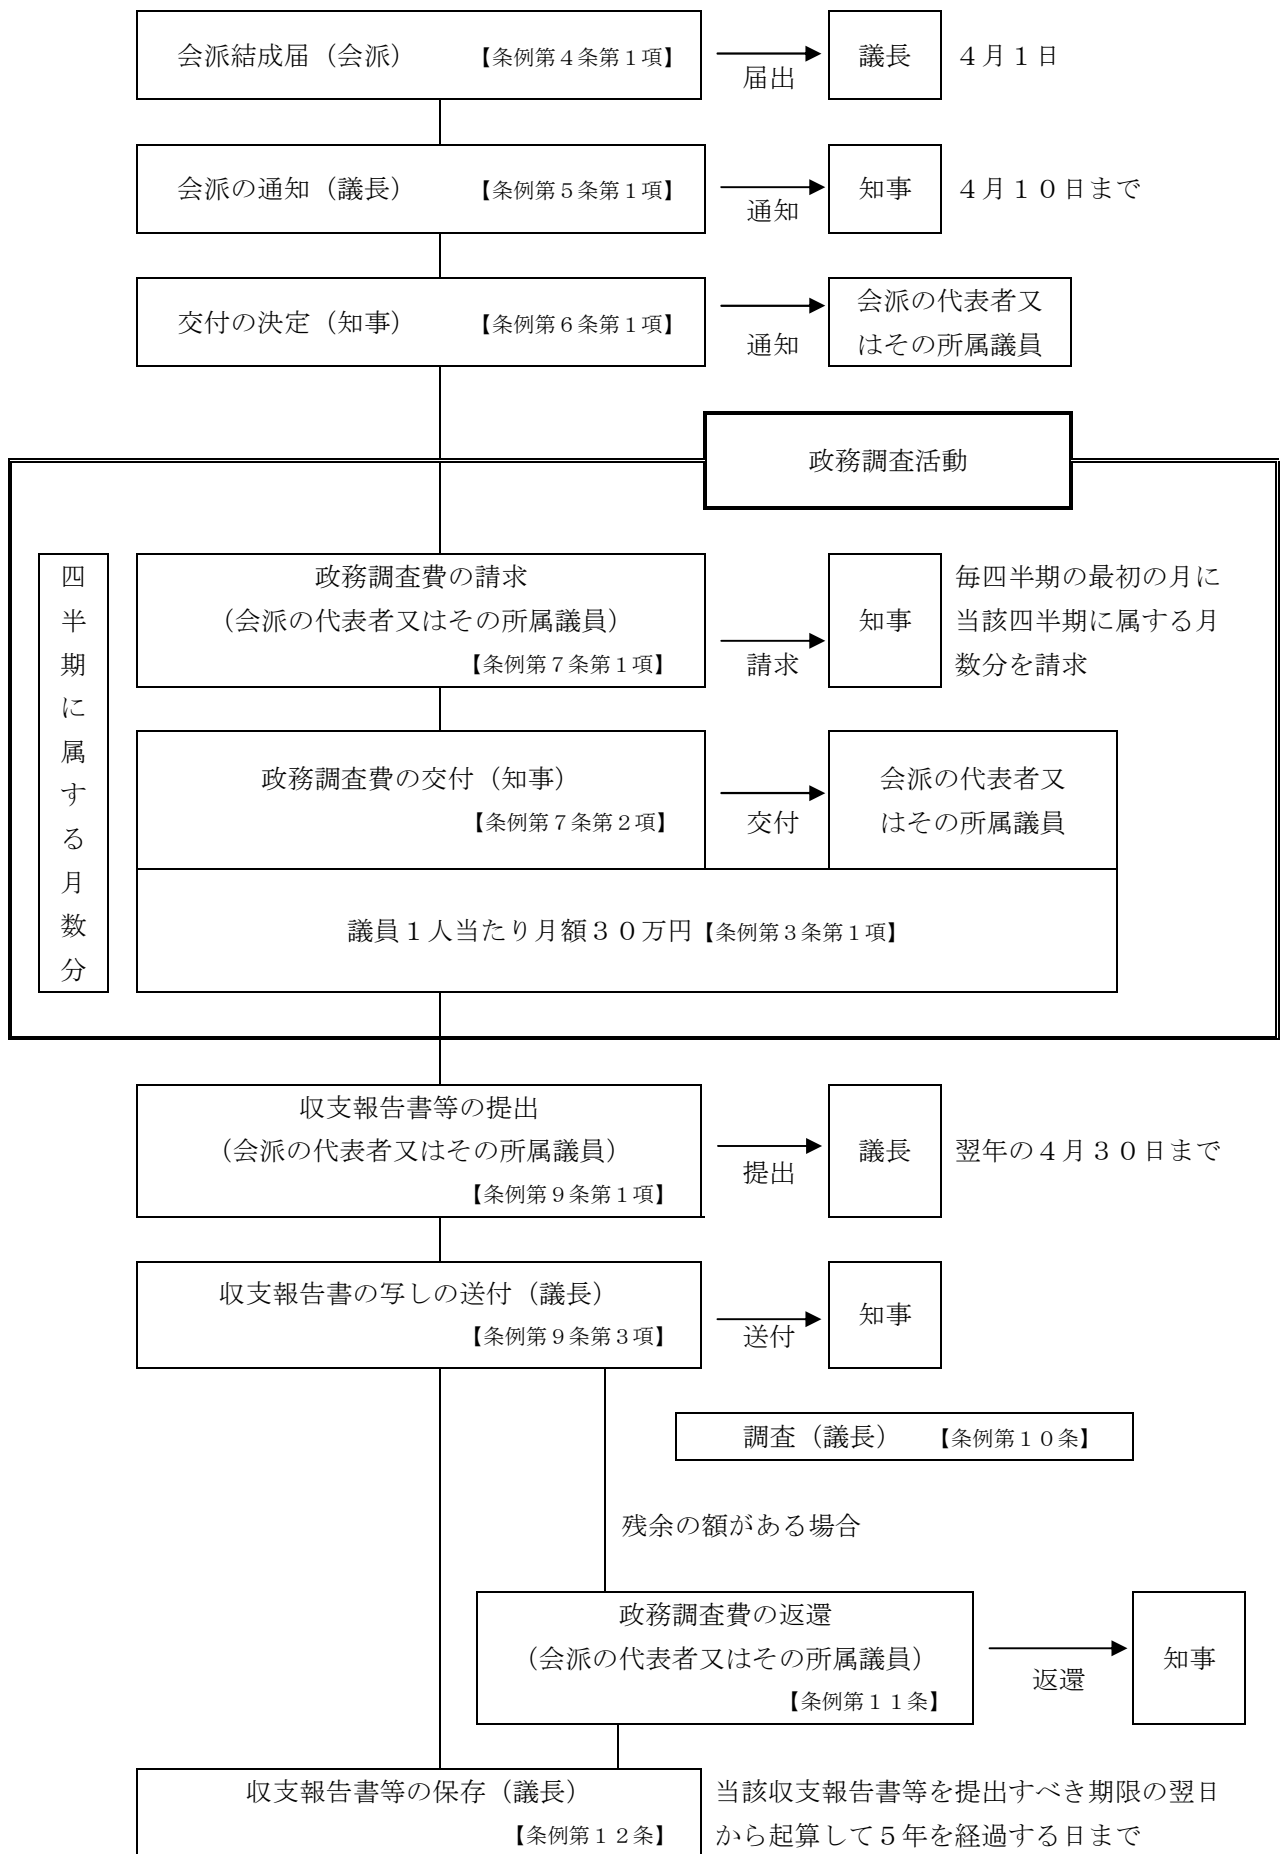 会派結成届（会派）　【条例第４条第１項】
届出
議長
４月１日
会派の通知（議長）　【条例第５条第１項】
通知
知事
４月１０日まで
交付の決定（知事）　【条例第６条第１項】
通知
会派の代表者又
はその所属議員
政務調査活動
四半期に属する月数分
政務調査費の請求
（会派の代表者又はその所属議員）
【条例第７条第１項】
請求
知事
毎四半期の最初の月に
当該四半期に属する月
数分を請求
政務調査費の交付（知事）
【条例第７条第２項】
交付
会派の代表者又
はその所属議員
議員１人当たり月額３０万円【条例第３条第１項】
収支報告書等の提出
（会派の代表者又はその所属議員）
【条例第９条第１項】
提出
議長
翌年の４月３０日まで
収支報告書の写しの送付（議長）
【条例第９条第３項】
送付
知事
調査（議長）　【条例第１０条】
残余の額がある場合
政務調査費の返還
（会派の代表者又はその所属議員）
【条例第１１条】
返還
知事
収支報告書等の保存（議長）
【条例第１２条】
当該収支報告書等を提出すべき期限の翌日
から起算して５年を経過する日まで